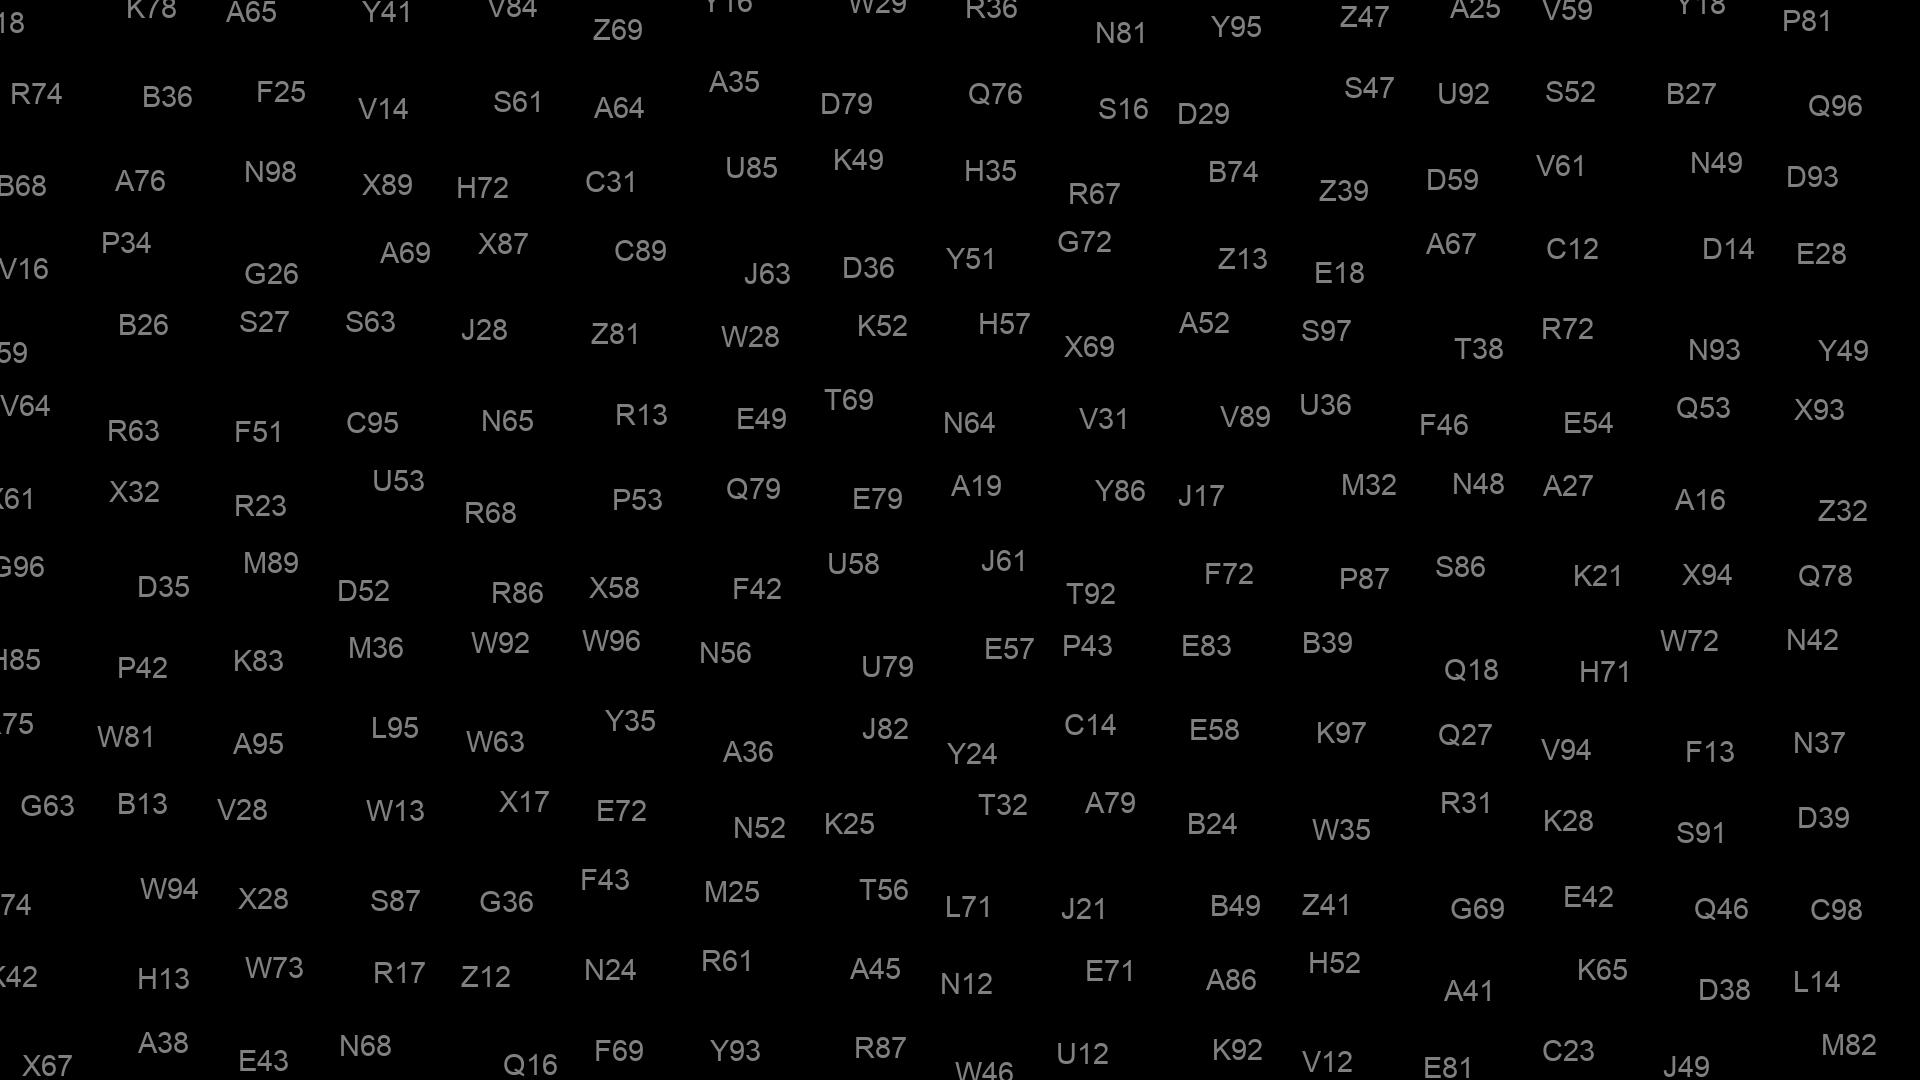 18 K78 A65 Y41 V84 Z69 Y16 W29 R36 N81 Y95 Z47 A25 V59 Y18 P81
R74 B36 F25 V14 S61 A64 A35 D79 Q76 S16 D29 S47 U92 S52 B27 Q96
B68 A76 N98 X89 H72 C31 U85 K49 H35 R67 B74 Z39 D59 V61 N49 D93
V16 P34 G26 A69 X87 C89 J63 D36 Y51 G72 Z13 E18 A67 C12 D14 E28
59 B26 S27 S63 J28 Z81 W28 K52 H57 X69 A52 S97 T38 R72 N93 Y49
V64 R63 F51 C95 N65 R13 E49 T69 N64 V31 V89 U36 F46 E54 Q53 X93
61 X32 R23 U53 R68 P53 Q79 E79 A19 Y86 J17 M32 N48 A27 A16 Z32
G96 D35 M89 D52 R86 X58 F42 U58 J61 T92 F72 P87 S86 K21 X94 Q78
H85 P42 K83 M36 W92 W96 N56 U79 E57 P43 E83 B39 Q18 H71 W72 N42
75 W81 A95 L95 W63 Y35 A36 J82 Y24 C14 E58 K97 Q27 V94 F13 N37
G63 B13 V28 W13 X17 E72 N52 K25 T32 A79 B24 W35 R31 K28 S91 D39
74 W94 X28 S87 G36 F43 M25 T56 L71 J21 B49 Z41 G69 E42 Q46 C98
K42 H13 W73 R17 Z12 N24 R61 A45 N12 E71 A86 H52 A41 K65 D38 L14
X67 A38 E43 N68 Q16 F69 Y93 R87 W46 U12 K92 V12 E81 C23 J49 M82